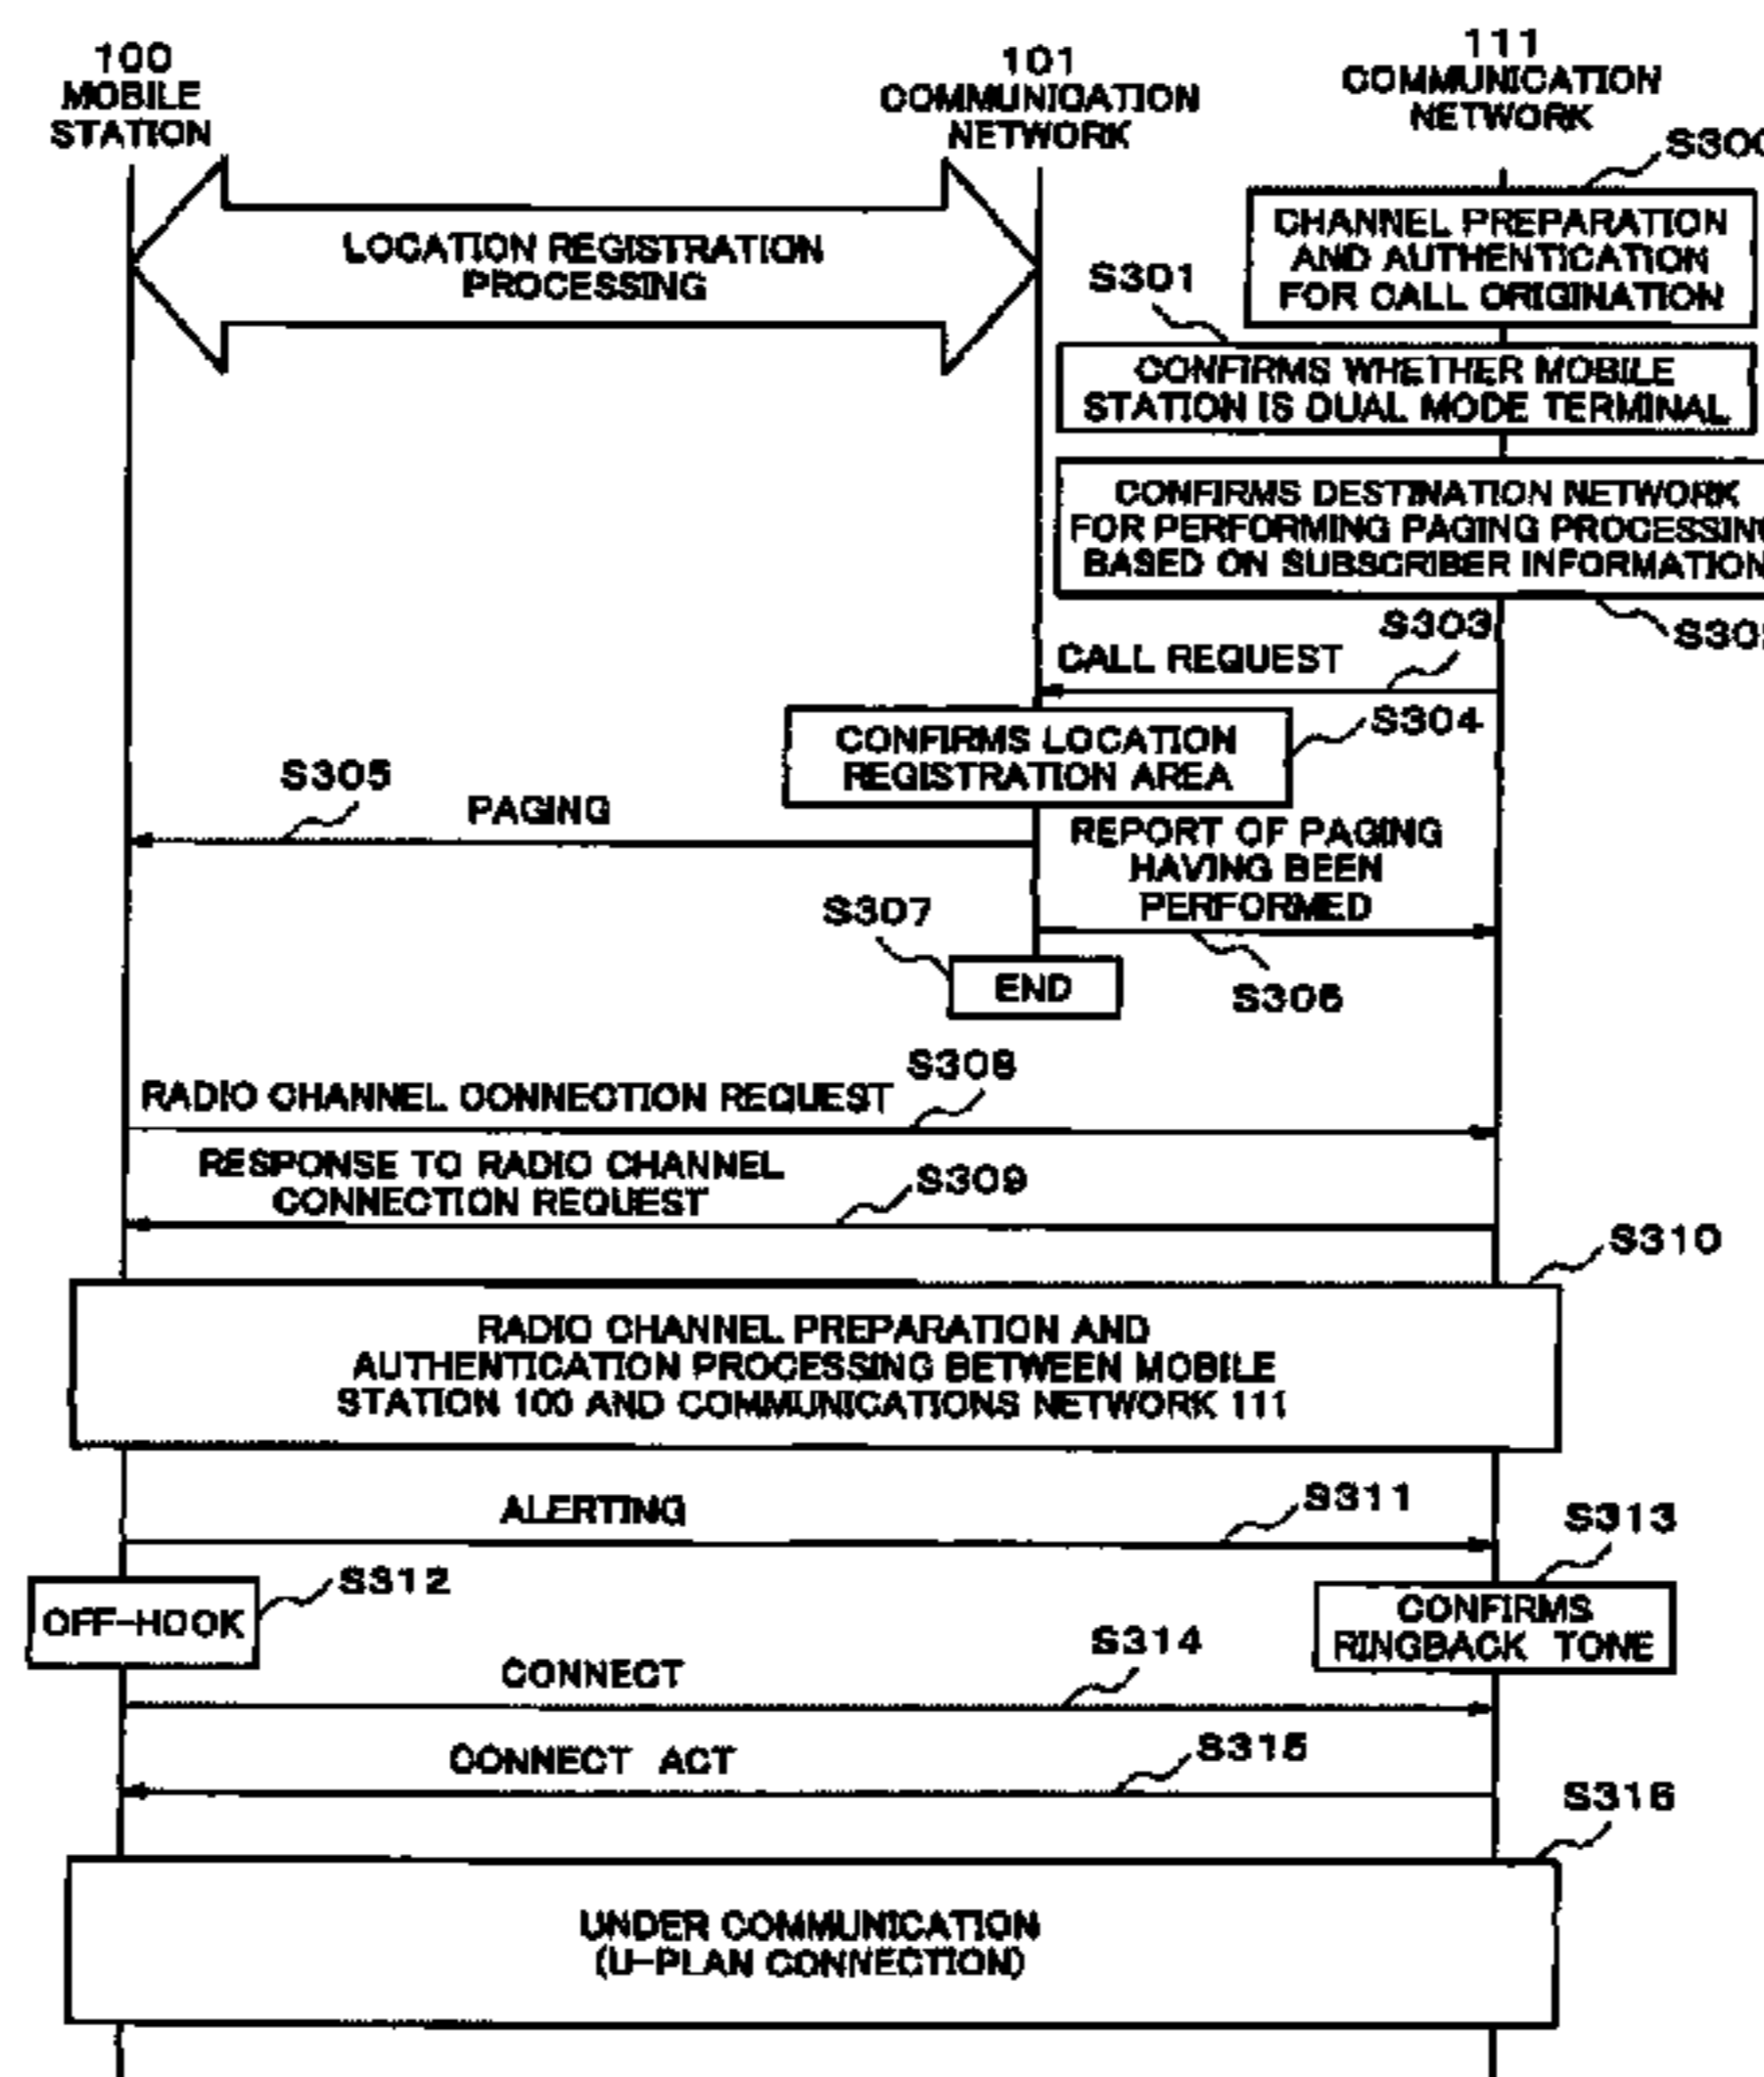 100
MOBILE
STATION
101
COMMUNICATION
NETWORK
111
COMMUNICATION
NETWORK
LOCATION REGISTRATION
PROCESSING
CHANNEL PREPARATION
AND AUTHENTICATION
FOR CALL ORIGINATION
S301
CONFIRMS WHETHER MOBILE
STATION IS DUAL MODE TERMINAL
CONFIRMS DESTINATION NETWORK
FOR PERFORMING PAGING PROCESSING
BASED ON SUBSCRIBER INFORMATION
S303
CALL REQUEST
CONFIRMS LOCATION
REGISTRATION AREA
S304
S305
PAGING
REPORT OF PAGING
HAVING BEEN
PERFORMED
S307
END
S306
S308
RADIO CHANNEL CONNECTION REQUEST
RESPONSE TO RADIO CHANNEL
CONNECTION REQUEST
S309
S310
RADIO CHANNEL PREPARATION AND
AUTHENTICATION PROCESSING BETWEEN MOBILE
STATION 100 AND COMMUNICATIONS NETWORK 111
ALERTING
S311
S313
S312
OFF-HOOK
CONFIRMS
RINGBACK TONE
S314
CONNECT
CONNECT ACT
S315
S316
UNDER COMMUNICATION
(U-PLAN CONNECTION)